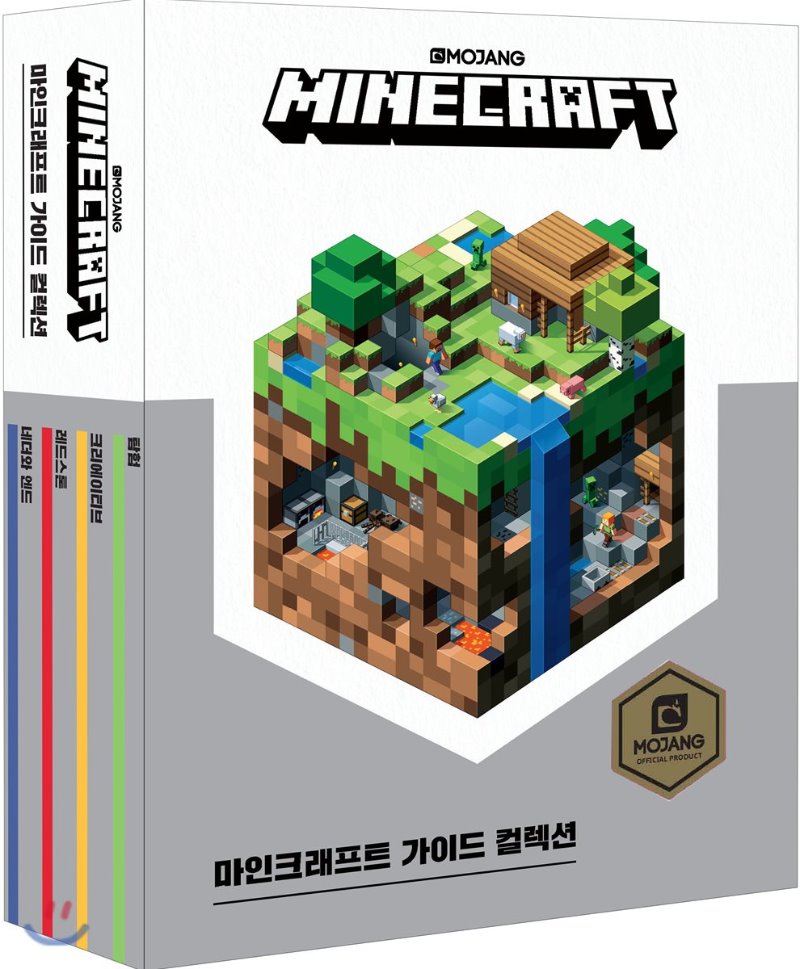 MOJANG
MINECRAFT
마인크래프트 가이드 컬렉션
MOJANG
OFFICIAL PRODUCT
MOJANG
MINECRAFT
마인크래프트 가이드 컬렉션
탐험
크리에이티브
레드스톤
네더와 엔드